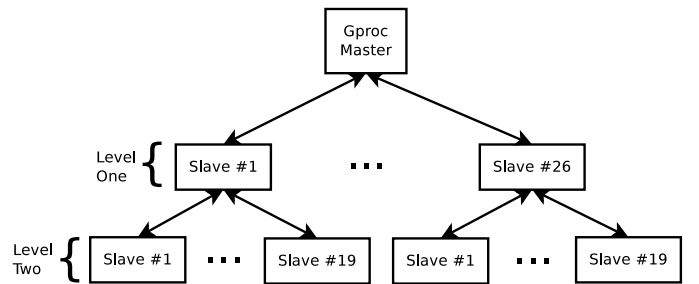 Gproc
Master
Level
One
Slave #1
Slave #26
Level
Two
Slave #1
Slave #19
Slave #1
Slave #19